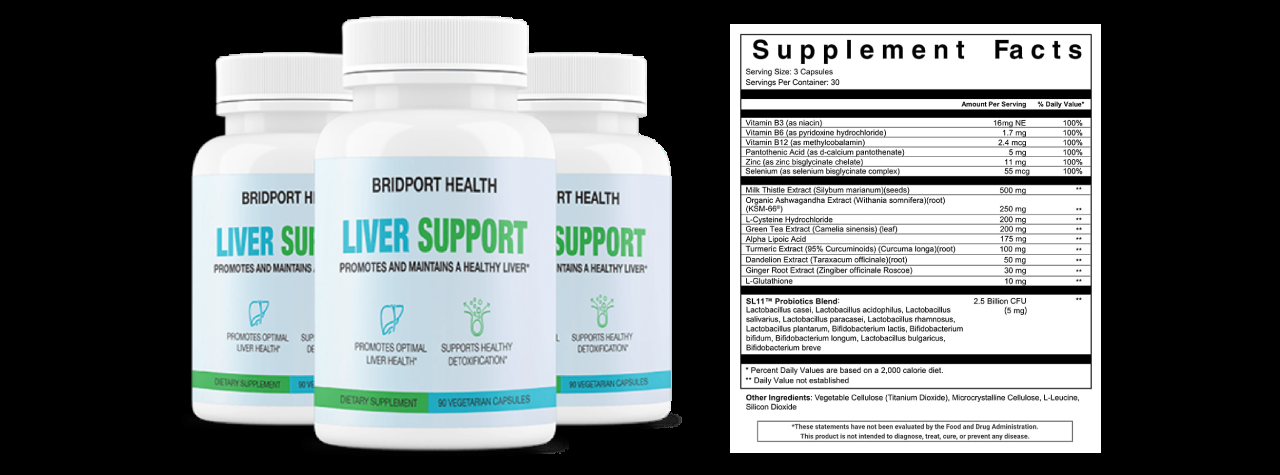 BRIDPORT HEALTH
LIVER SUPPORT
PROMOTES AND MAINTAINS A HEALTHY LIVER*
PROMOTES OPTIMAL
LIVER HEALTH*
SUPPORTS HEALTHY
DETOXIFICATION*
DIETARY SUPPLEMENT
90 VEGETARIAN CAPSULES
BRIDPORT H
LIVER SU
PROMOTES AND MAINTAINS
PROMOTES OPTIMAL
LIVER HEALTH*
SUP
DE
DIETARY SUPPLEMENT
90 VE
RT HEALTH
SUPPORT
NTAINS A HEALTHY LIVER*
SUPPORTS HEALTHY
DETOXIFICATION*
90 VEGETARIAN CAPSULES
Supplement Facts
Serving Size: 3 Capsules
Servings Per Container: 30
Amount Per Serving % Daily Value*
Vitamin B3 (as niacin) 16mg NE 100%
Vitamin B6 (as pyridoxine hydrochloride) 1.7 mg 100%
Vitamin B12 (as methylcobalamin) 2.4 mcg 100%
Pantothenic Acid (as d-calcium pantothenate) 5 mg 100%
Zinc (as zinc bisglycinate chelate) 11 mg 100%
Selenium (as selenium bisglycinate complex) 55 mcg 100%
Milk Thistle Extract (Silybum marianum)(seeds) 500 mg **
Organic Ashwagandha Extract (Withania somnifera)(root)
(KSM-66®) 250 mg **
L-Cysteine Hydrochloride 200 mg **
Green Tea Extract (Camelia sinensis) (leaf) 200 mg **
Alpha Lipoic Acid 175 mg **
Turmeric Extract (95% Curcuminoids) (Curcuma longa)(root) 100 mg **
Dandelion Extract (Taraxacum officinale)(root) 50 mg **
Ginger Root Extract (Zingiber officinale Roscoe) 30 mg **
L-Glutathione 10 mg **
SL11™ Probiotics Blend: 2.5 Billion CFU **
Lactobacillus casei, Lactobacillus acidophilus, Lactobacillus (5 mg)
salivarius, Lactobacillus paracasei, Lactobacillus rhamnosus,
Lactobacillus plantarum, Bifidobacterium lactis, Bifidobacterium
bifidum, Bifidobacterium longum, Lactobacillus bulgaricus,
Bifidobacterium breve
* Percent Daily Values are based on a 2,000 calorie diet.
** Daily Value not established
Other Ingredients: Vegetable Cellulose (Titanium Dioxide), Microcrystalline Cellulose, L-Leucine,
Silicon Dioxide
*These statements have not been evaluated by the Food and Drug Administration.
This product is not intended to diagnose, treat, cure, or prevent any disease.